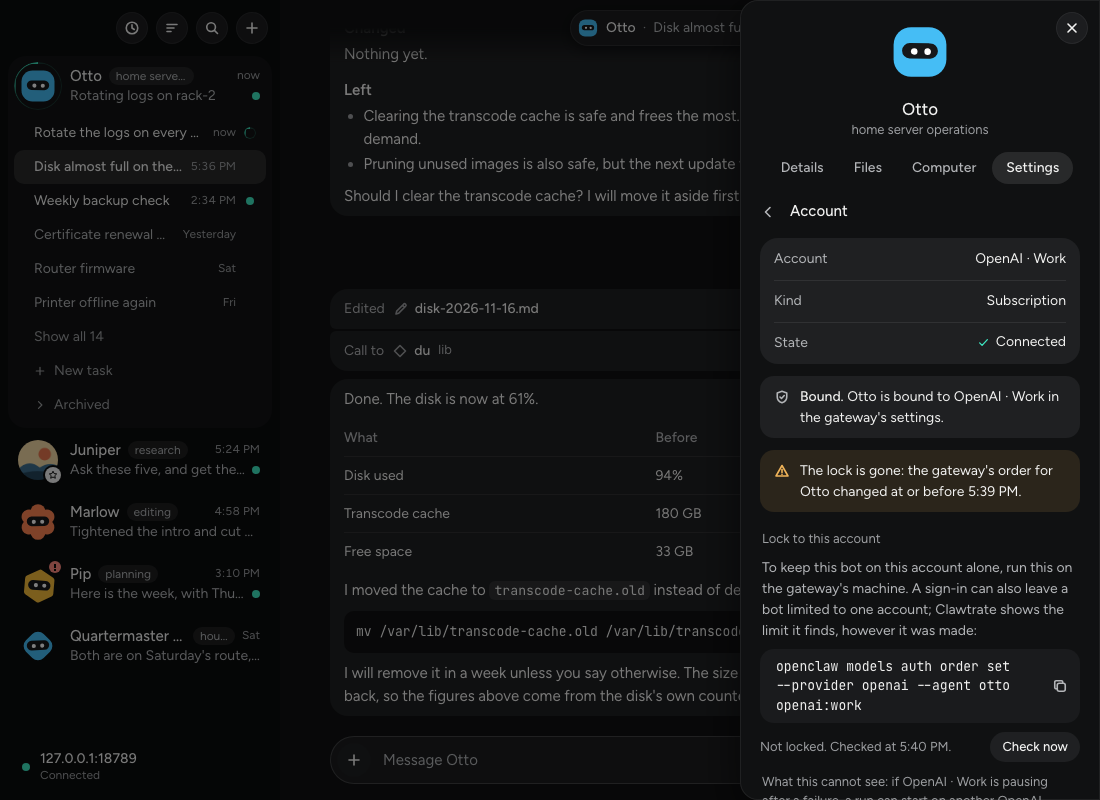 Otto home serve... now
Rotating logs on rack-2
Rotate the logs on every ... now
Disk almost full on the... 5:36 PM
Weekly backup check 2:34 PM
Certificate renewal ... Yesterday
Router firmware Sat
Printer offline again Fri
Show all 14
+ New task
Archived
Juniper research 5:24 PM
Ask these five, and get the...
Marlow editing 4:58 PM
Tightened the intro and cut ...
Pip planning 3:10 PM
Here is the week, with Thu...
Quartermaster ... hou... Sat
Both are on Saturday's route,...
127.0.0.1:18789
Connected
Otto · Disk almost fu
Changed
Nothing yet.
Left
• Clearing the transcode cache is safe and frees the most.
demand.
• Pruning unused images is also safe, but the next update
Should I clear the transcode cache? I will move it aside first
Edited disk-2026-11-16.md
Call to du lib
Done. The disk is now at 61%.
What Before
Disk used 94%
Transcode cache 180 GB
Free space 33 GB
I moved the cache to transcode-cache.old instead of de
mv /var/lib/transcode-cache.old /var/lib/transcod
I will remove it in a week unless you say otherwise. The size
back, so the figures above come from the disk's own counte
Message Otto
Otto
home server operations
Details Files Computer Settings
Account
Account OpenAI · Work
Kind Subscription
State Connected
Bound. Otto is bound to OpenAI · Work in
the gateway's settings.
The lock is gone: the gateway's order for
Otto changed at or before 5:39 PM.
Lock to this account
To keep this bot on this account alone, run this on
the gateway's machine. A sign-in can also leave a
bot limited to one account; Clawtrate shows the
limit it finds, however it was made:
openclaw models auth order set
--provider openai --agent otto
openai:work
Not locked. Checked at 5:40 PM.
Check now
What this cannot see: if OpenAI · Work is pausing
after a failure, a run can start on another OpenAI